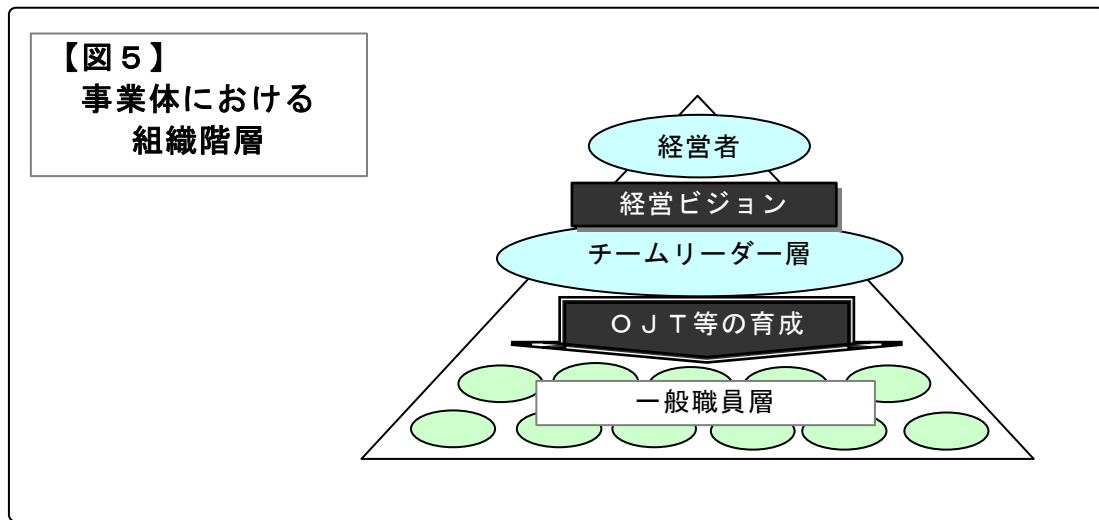 【図５】
事業体における
組織階層
経営者
経営ビジョン
チームリーダー層
ＯＪＴ等の育成
一般職員層